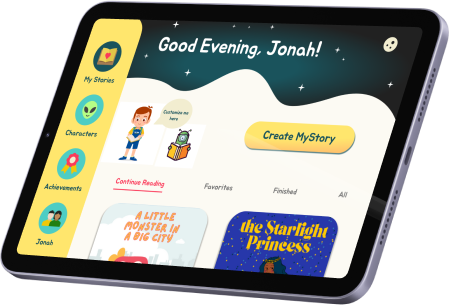 Good Evening, Jonah!
My Stories
Customize me
here
Characters
Create MyStory
Achievements
Continue Reading
Favorites
Finished
All
Jonah
A LITTLE
MONSTER IN
A BIG CITY
the Starlight
Princess